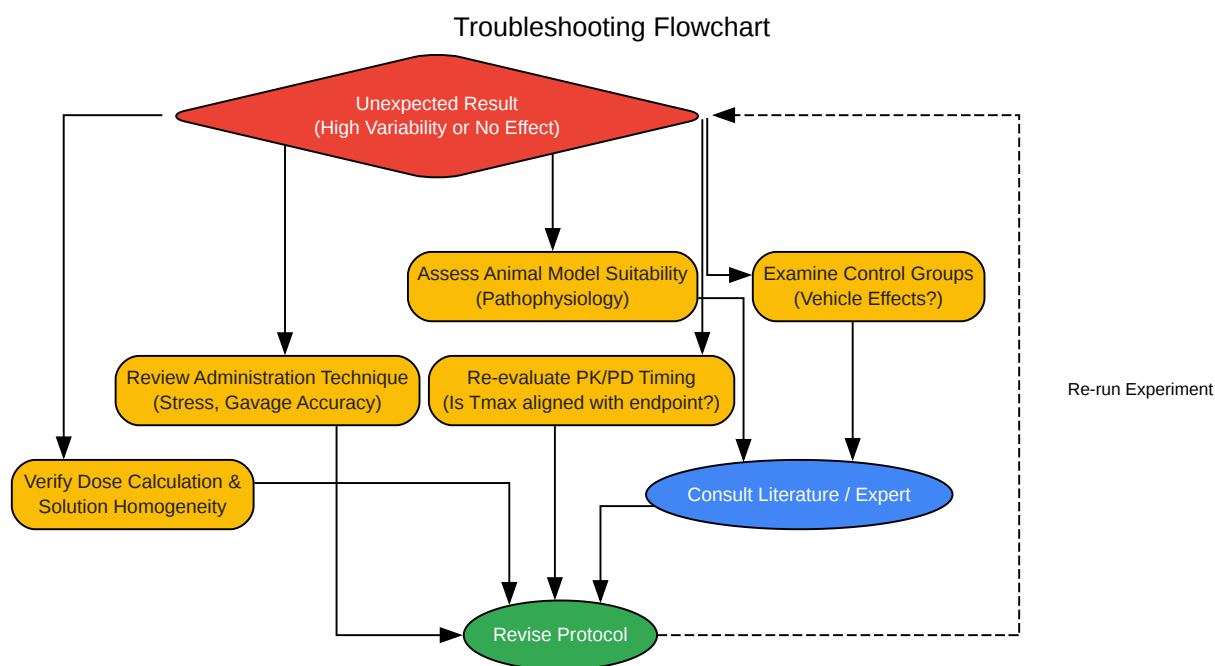 Troubleshooting Flowchart
Unexpected Result
(High Variability or No Effect)
Assess Animal Model Suitability
(Pathophysiology)
Examine Control Groups
(Vehicle Effects?)
Review Administration Technique
(Stress, Gavage Accuracy)
Re-evaluate PK/PD Timing
(Is Tmax aligned with endpoint?)
Re-run Experiment
Verify Dose Calculation &
Solution Homogeneity
Consult Literature / Expert
Revise Protocol